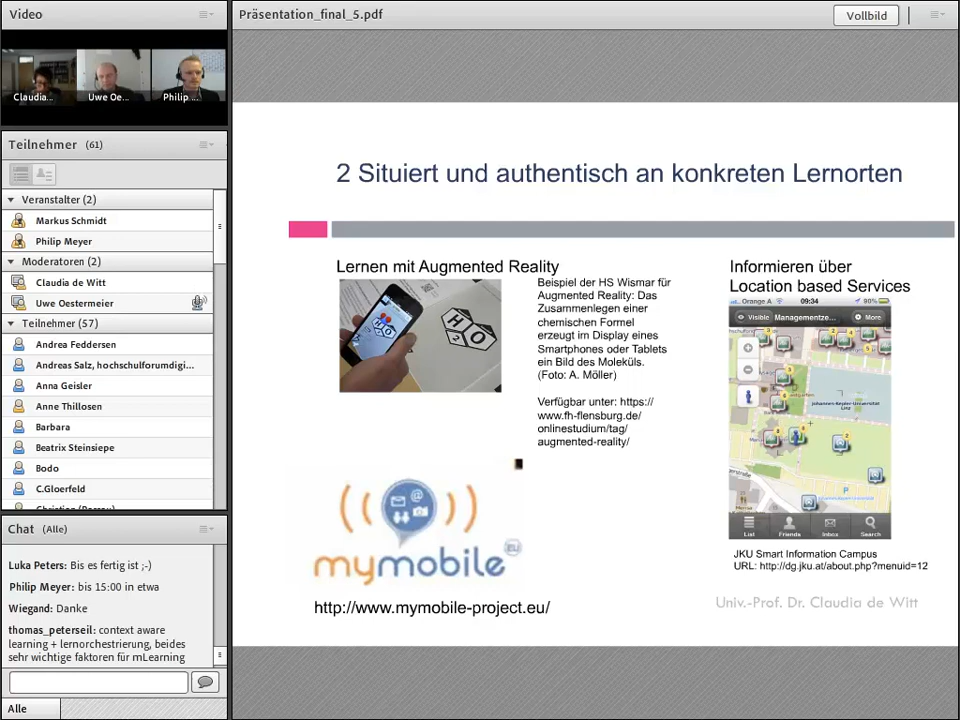 Video
Claudia...
Uwe Oe...
Philip ...
Teilnehmer (61)
Veranstalter (2)
Markus Schmidt
Philip Meyer
Moderatoren (2)
Claudia de Witt
Uwe Oestermeier
Teilnehmer (57)
Andrea Feddersen
Andreas Salz, hochschulforumdigi...
Anna Geisler
Anne Thillosen
Barbara
Beatrix Steinsiepe
Bodo
C.Gloerfeld
Chat (Alle)
Luka Peters: Bis es fertig ist ;-)
Philip Meyer: bis 15:00 in etwa
Wiegand: Danke
thomas_peterseil: context aware
learning + lernorchestrierung, beides
sehr wichtige faktoren für mLearning
Alle
Präsentation_final_5.pdf
Vollbild
2 Situiert und authentisch an konkreten Lernorten
Lernen mit Augmented Reality
H O
2
Beispiel der HS Wismar für
Augmented Reality: Das
Zusammenlegen einer
chemischen Formel
erzeugt im Display eines
Smartphones oder Tablets
ein Bild des Moleküls.
(Foto: A. Möller)
Verfügbar unter: https://
www.fh-flensburg.de/
onlinestudium/tag/
augmented-reality/
mymobile EU
http://www.mymobile-project.eu/
Informieren über
Location based Services
Orange A 09:34 90%
Visible Managementze... More
Johannes-Kepler-Universität
Linz
List Friends Inbox Search
JKU Smart Information Campus
URL: http://dg.jku.at/about.php?menuid=12
Univ.-Prof. Dr. Claudia de Witt